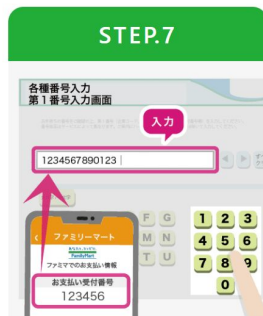 STEP.7
各種番号入力
第１番号入力画面
入力
1234567890123
ファミリーマート
FamilyMart
ファミマでのお支払い情報
お支払い受付番号
123456
F G
M N
T U
1 2 3
4 5 6
7 8 9
0